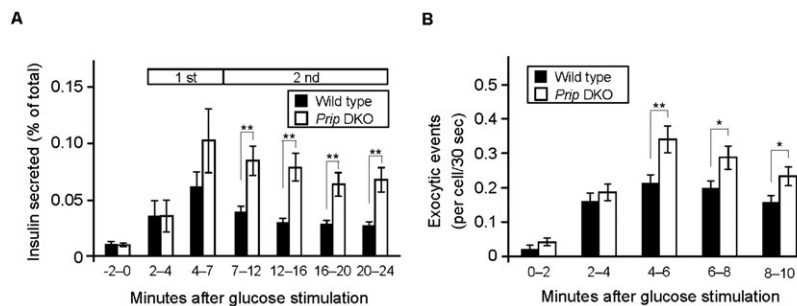 A
1 st 2 nd
Wild type
Prip DKO
Insulin secreted (% of total)
0.15
0.10
0.05
0
** ** ** **
-2–0 2–4 4–7 7–12 12–16 16–20 20–24
Minutes after glucose stimulation
B
Wild type
Prip DKO
Exocytic events
(per cell/30 sec)
0.5
0.4
0.3
0.2
0.1
0
** * *
0–2 2–4 4–6 6–8 8–10
Minutes after glucose stimulation